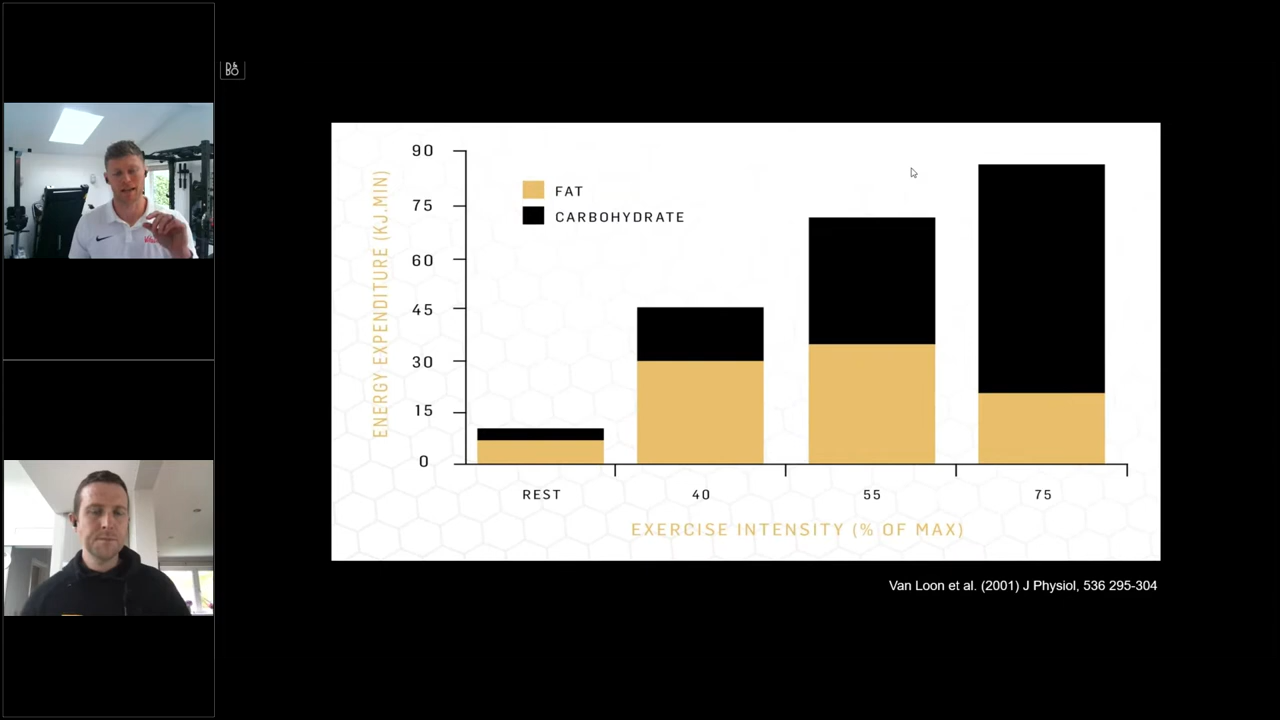 D&
BO
90
75
60
45
30
15
0
ENERGY EXPENDITURE (KJ.MIN)
FAT
CARBOHYDRATE
REST
40
55
75
EXERCISE INTENSITY (% OF MAX)
Van Loon et al. (2001) J Physiol, 536 295-304